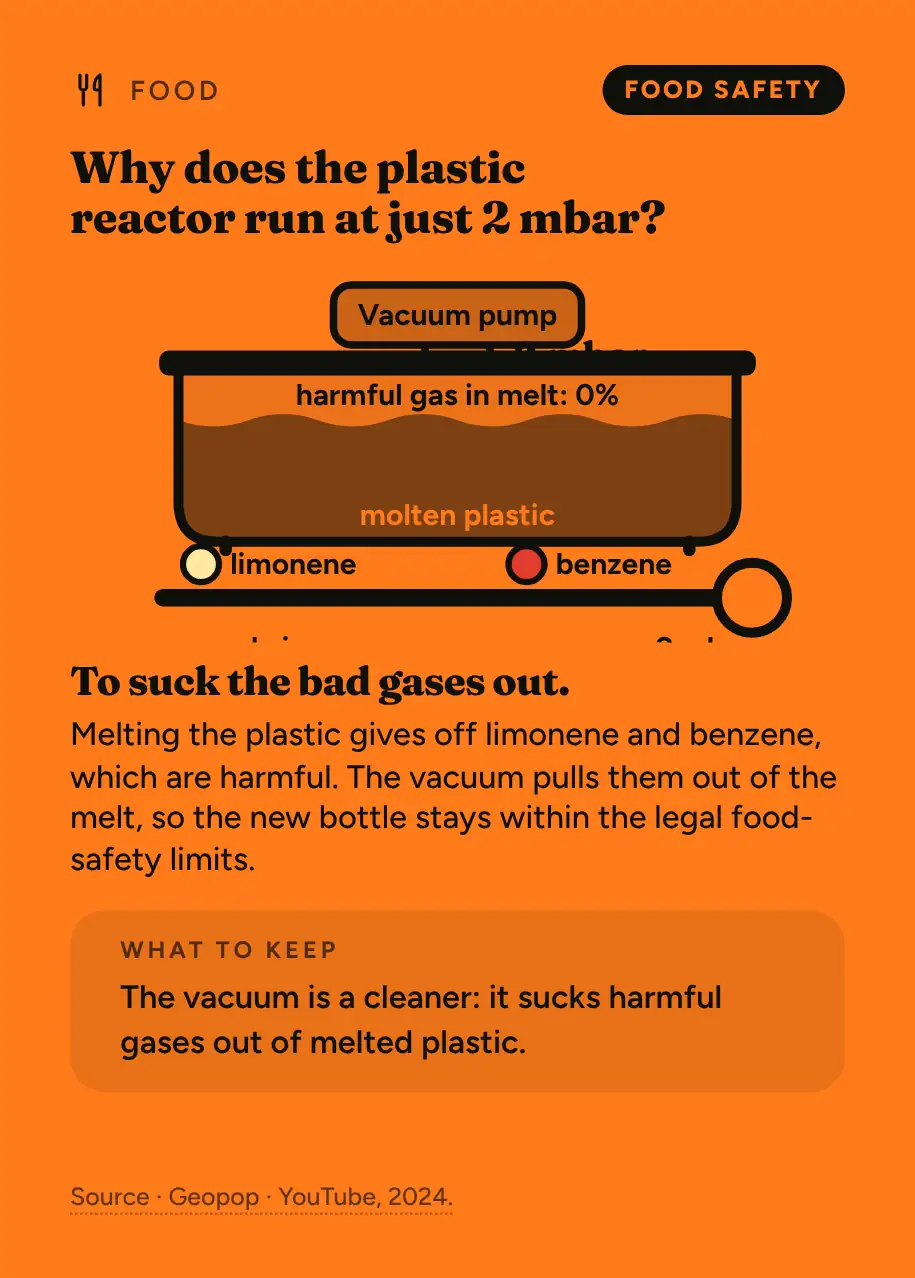 FOOD
FOOD SAFETY
Why does the plastic
reactor run at just 2 mbar?
Vacuum pump
harmful gas in melt: 0%
molten plastic
limonene
benzene
To suck the bad gases out.
Melting the plastic gives off limonene and benzene,
which are harmful. The vacuum pulls them out of the
melt, so the new bottle stays within the legal food-
safety limits.
WHAT TO KEEP
The vacuum is a cleaner: it sucks harmful
gases out of melted plastic.
Source · Geopop · YouTube, 2024.